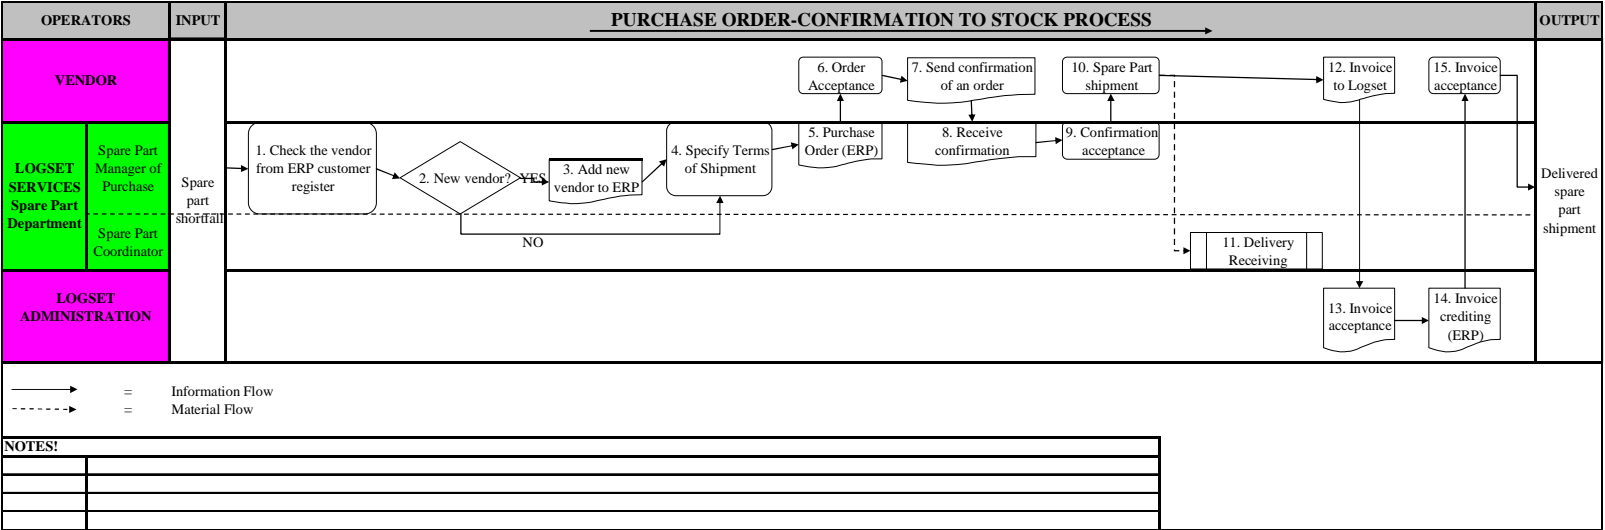 OPERATORS
INPUT
PURCHASE ORDER-CONFIRMATION TO STOCK PROCESS
OUTPUT
VENDOR
6. Order
Acceptance
7. Send confirmation
of an order
10. Spare Part
shipment
12. Invoice
to Logset
15. Invoice
acceptance
LOGSET
SERVICES
Spare Part
Department
Spare Part
Manager of
Purchase
Spare Part
Coordinator
Spare
part
shortfall
1. Check the vendor
from ERP customer
register
2. New vendor?
YES
NO
3. Add new
vendor to ERP
4. Specify Terms
of Shipment
5. Purchase
Order (ERP)
8. Receive
confirmation
9. Confirmation
acceptance
11. Delivery
Receiving
Delivered
spare
part
shipment
LOGSET
ADMINISTRATION
13. Invoice
acceptance
14. Invoice
crediting
(ERP)
= Information Flow
= Material Flow
NOTES!